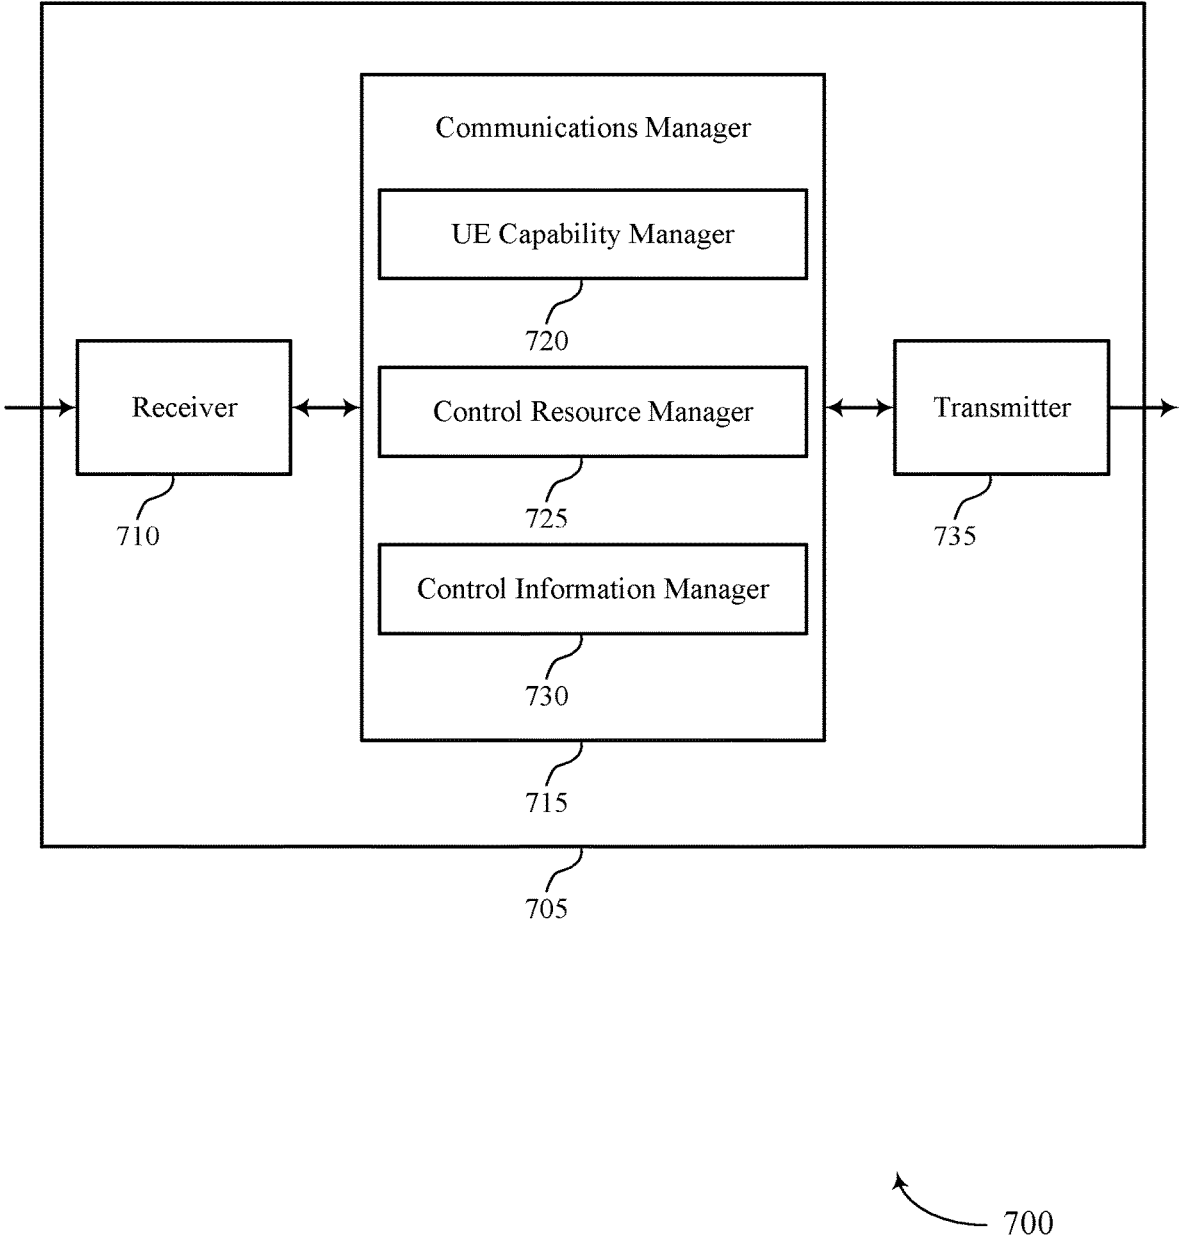 Communications Manager
UE Capability Manager
720
Receiver
Control Resource Manager
Transmitter
710
725
735
Control Information Manager
730
715
705
700